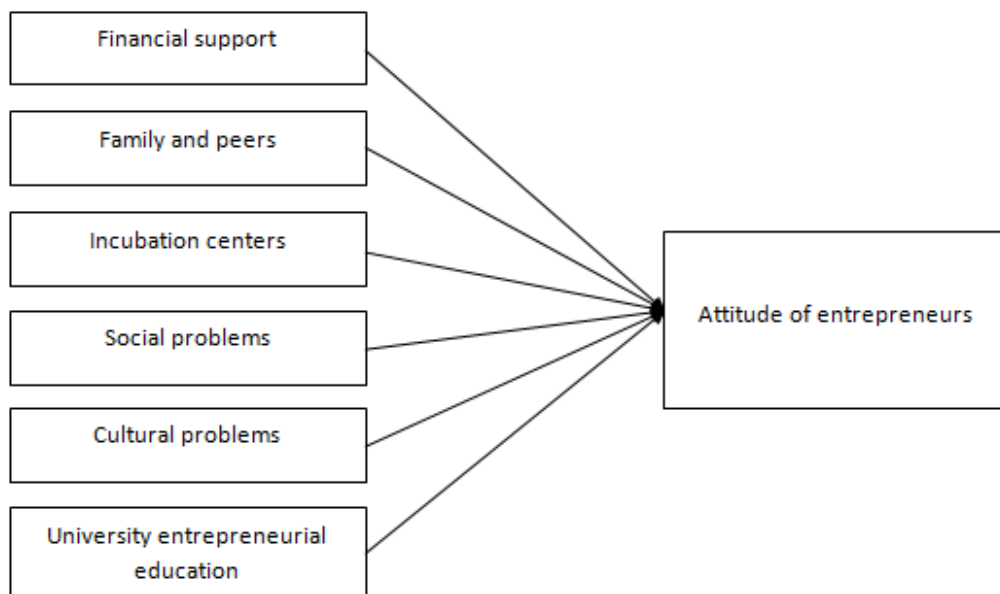 Financial support
Family and peers
Incubation centers
Social problems
Cultural problems
University entrepreneurial
education
Attitude of entrepreneurs